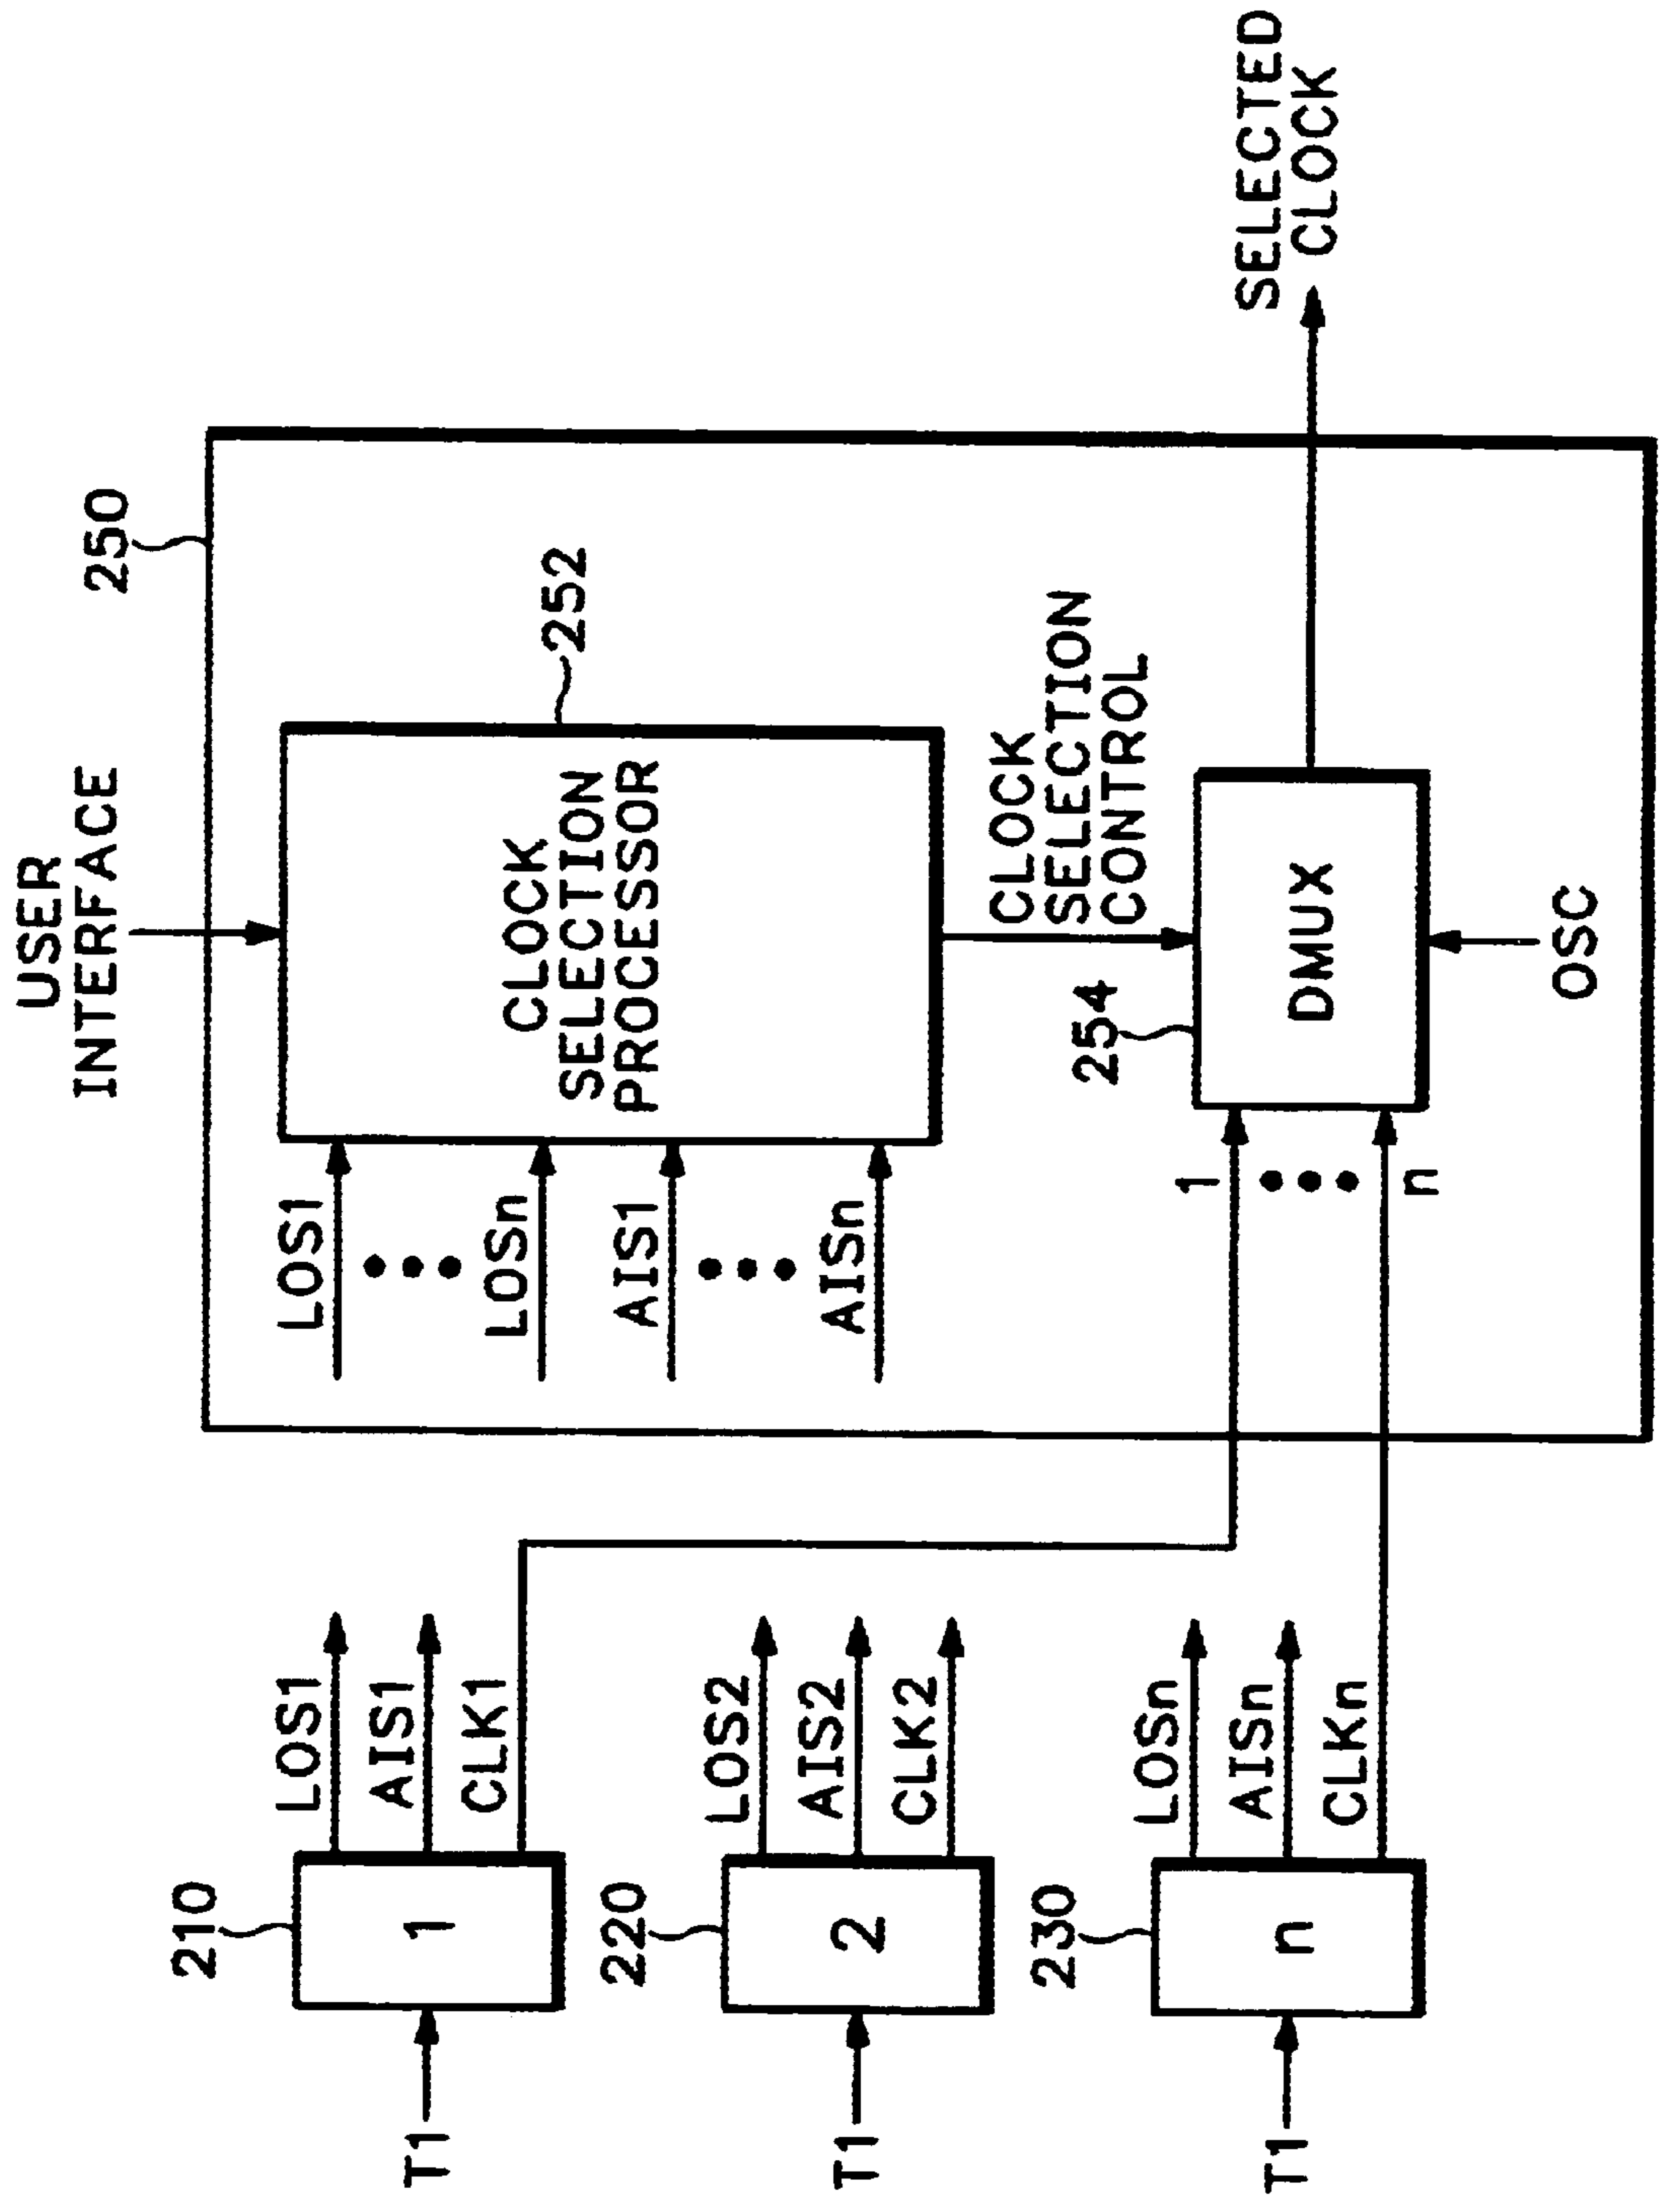 USER
INTERFACE
250
252
CLOCK
SELECTION
PROCESSOR
LOS1
LOSn
AIS1
AISn
CLOCK
SELECTION
CONTROL
254
DMUX
OSC
1
n
SELECTED
CLOCK
210
1
T1
LOS1
AIS1
CLK1
220
2
T1
LOS2
AIS2
CLK2
230
n
T1
LOSn
AISn
CLKn